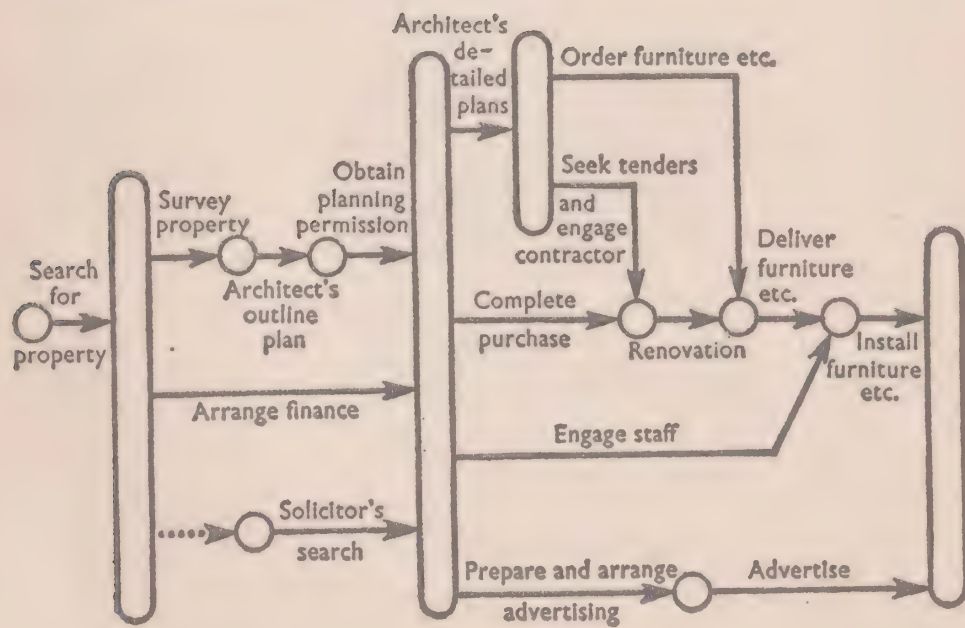 Search
for
property
Survey
property
Architect's
outline
plan
Obtain
planning
permission
Arrange finance
Solicitor's
search
Architect's
de-
tailed
plans
Order furniture etc.
Seek tenders
and
engage
contractor
Complete
purchase
Renovation
Deliver
furniture
etc.
Install
furniture
etc.
Engage staff
Prepare and arrange
advertising
Advertise